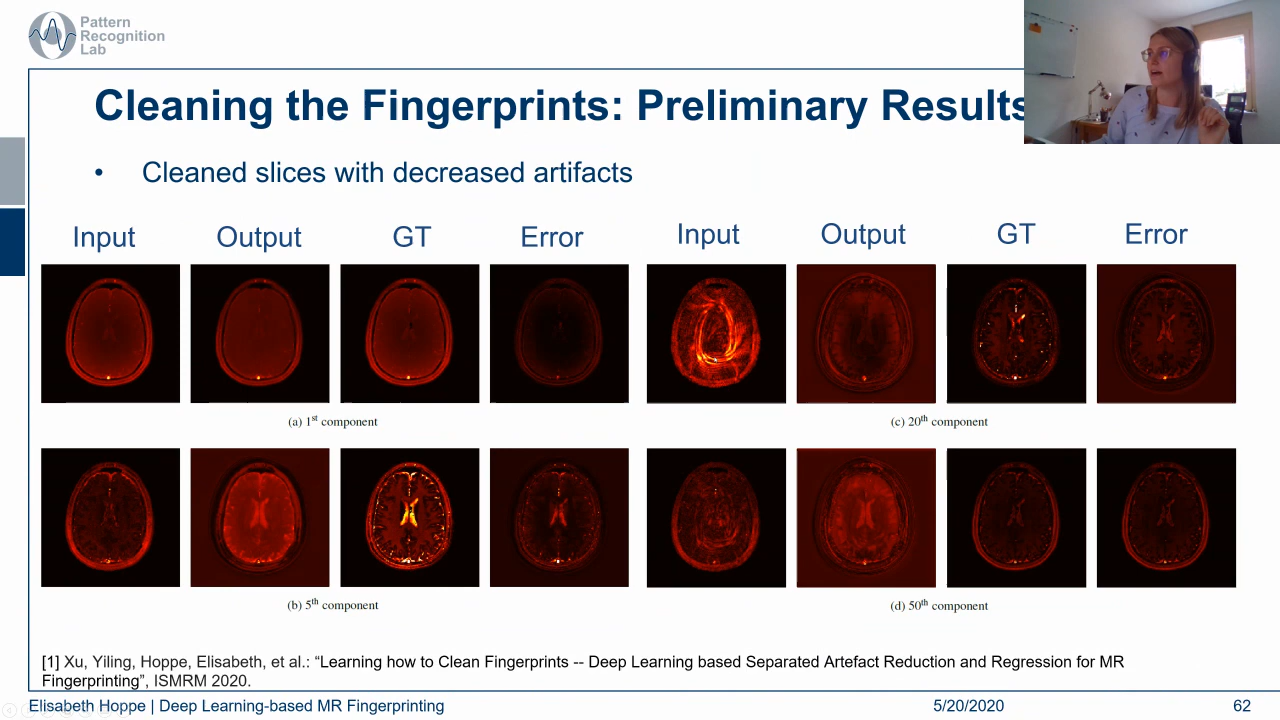 Pattern
Recognition
Lab
Cleaning the Fingerprints: Preliminary Results
• Cleaned slices with decreased artifacts
Input Output GT Error Input Output GT Error
(a) 1st component (c) 20th component
(b) 5th component (d) 50th component
[1] Xu, Yiling, Hoppe, Elisabeth, et al.: “Learning how to Clean Fingerprints -- Deep Learning based Separated Artefact Reduction and Regression for MR
Fingerprinting”, ISMRM 2020.
Elisabeth Hoppe | Deep Learning-based MR Fingerprinting 5/20/2020 62